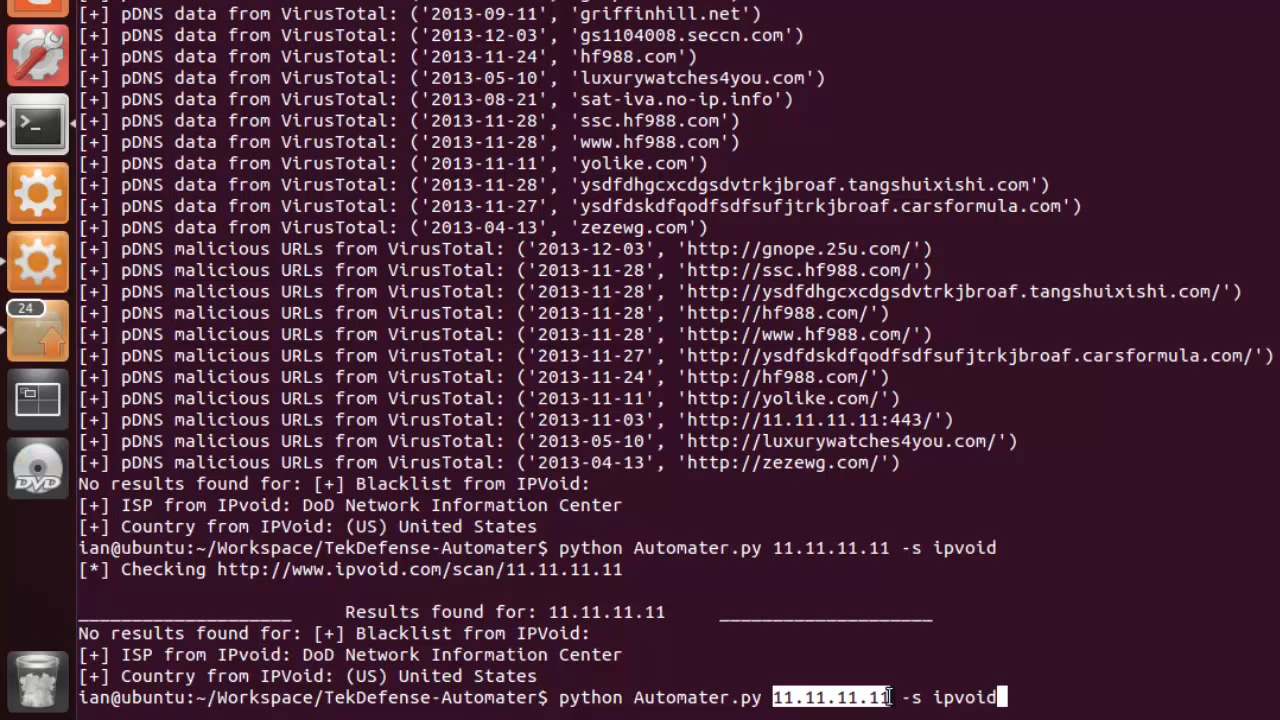 [+] pDNS data from VirusTotal: ('2013-09-11', 'griffinhill.net')
[+] pDNS data from VirusTotal: ('2013-12-03', 'gs1104008.seccn.com')
[+] pDNS data from VirusTotal: ('2013-11-24', 'hf988.com')
[+] pDNS data from VirusTotal: ('2013-05-10', 'luxurywatches4you.com')
[+] pDNS data from VirusTotal: ('2013-08-21', 'sat-iva.no-ip.info')
[+] pDNS data from VirusTotal: ('2013-11-28', 'ssc.hf988.com')
[+] pDNS data from VirusTotal: ('2013-11-28', 'www.hf988.com')
[+] pDNS data from VirusTotal: ('2013-11-11', 'yolike.com')
[+] pDNS data from VirusTotal: ('2013-11-28', 'ysdfdhgcxcdgsdvtrkjbroaf.tangshuixishi.com')
[+] pDNS data from VirusTotal: ('2013-11-27', 'ysdfdskdfqodfsdfsufjtrkjbroaf.carsformula.com')
[+] pDNS data from VirusTotal: ('2013-04-13', 'zezewg.com')
[+] pDNS malicious URLs from VirusTotal: ('2013-12-03', 'http://gnope.25u.com/')
[+] pDNS malicious URLs from VirusTotal: ('2013-11-28', 'http://ssc.hf988.com/')
[+] pDNS malicious URLs from VirusTotal: ('2013-11-28', 'http://ysdfdhgcxcdgsdvtrkjbroaf.tangshuixishi.com/')
[+] pDNS malicious URLs from VirusTotal: ('2013-11-28', 'http://hf988.com/')
[+] pDNS malicious URLs from VirusTotal: ('2013-11-28', 'http://www.hf988.com/')
[+] pDNS malicious URLs from VirusTotal: ('2013-11-27', 'http://ysdfdskdfqodfsdfsufjtrkjbroaf.carsformula.com/')
[+] pDNS malicious URLs from VirusTotal: ('2013-11-24', 'http://hf988.com/')
[+] pDNS malicious URLs from VirusTotal: ('2013-11-11', 'http://yolike.com/')
[+] pDNS malicious URLs from VirusTotal: ('2013-11-03', 'http://11.11.11.11:443/')
[+] pDNS malicious URLs from VirusTotal: ('2013-05-10', 'http://luxurywatches4you.com/')
[+] pDNS malicious URLs from VirusTotal: ('2013-04-13', 'http://zezewg.com/')
No results found for: [+] Blacklist from IPVoid:
[+] ISP from IPvoid: DoD Network Information Center
[+] Country from IPVoid: (US) United States
ian@ubuntu:~/Workspace/TekDefense-Automater$ python Automater.py 11.11.11.11 -s ipvoid
[*] Checking http://www.ipvoid.com/scan/11.11.11.11
____________________ Results found for: 11.11.11.11 ____________________
No results found for: [+] Blacklist from IPVoid:
[+] ISP from IPvoid: DoD Network Information Center
[+] Country from IPVoid: (US) United States
ian@ubuntu:~/Workspace/TekDefense-Automater$ python Automater.py 11.11.11.11 -s ipvoid
>_
24
DVD